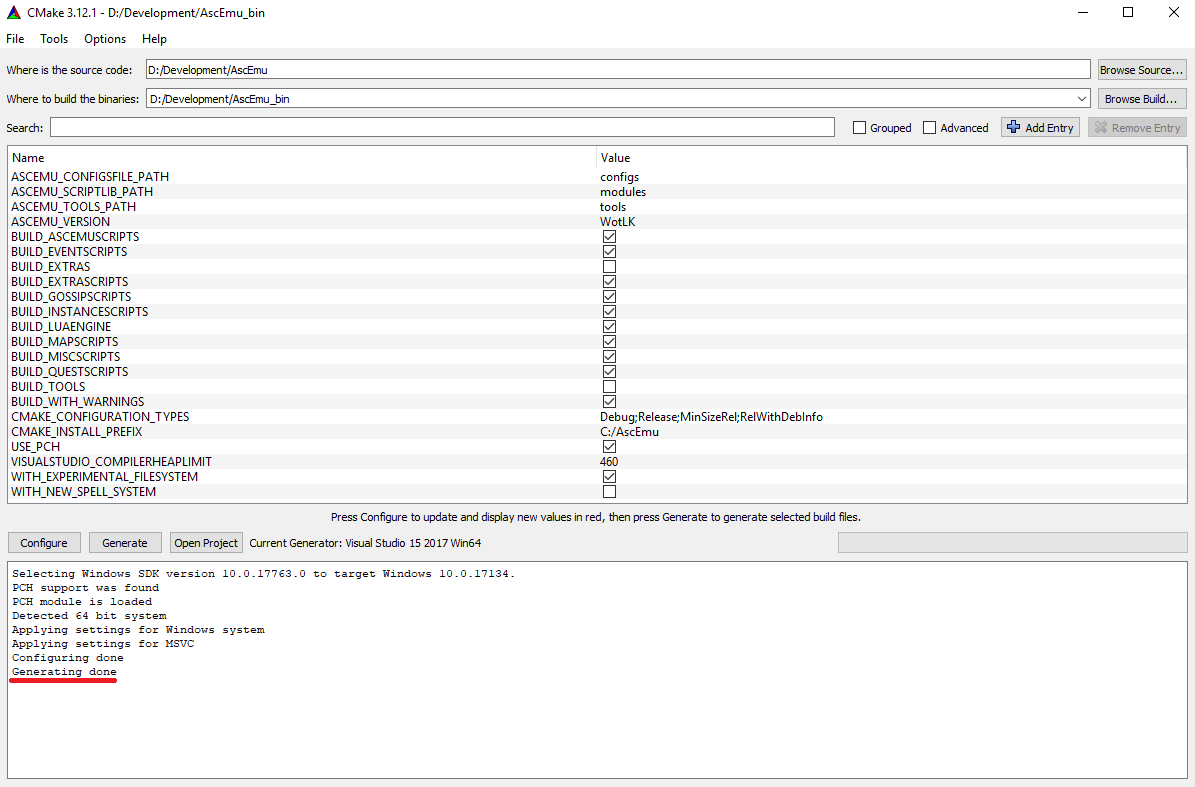 CMake 3.12.1 - D:/Development/AscEmu_bin
File Tools Options Help
Where is the source code: D:/Development/AscEmu Browse Source...
Where to build the binaries: D:/Development/AscEmu_bin Browse Build...
Search: Grouped Advanced Add Entry Remove Entry
Name Value
ASCEMU_CONFIGSFILE_PATH configs
ASCEMU_SCRIPTLIB_PATH modules
ASCEMU_TOOLS_PATH tools
ASCEMU_VERSION WotLK
BUILD_ASCEMUSCRIPTS
BUILD_EVENTSCRIPTS
BUILD_EXTRAS
BUILD_EXTRASCRIPTS
BUILD_GOSSIPSCRIPTS
BUILD_INSTANCESCRIPTS
BUILD_LUAENGINE
BUILD_MAPSCRIPTS
BUILD_MISCSCRIPTS
BUILD_QUESTSCRIPTS
BUILD_TOOLS
BUILD_WITH_WARNINGS
CMAKE_CONFIGURATION_TYPES Debug;Release;MinSizeRel;RelWithDebInfo
CMAKE_INSTALL_PREFIX C:/AscEmu
USE_PCH
VISUALSTUDIO_COMPILERHEAPLIMIT 460
WITH_EXPERIMENTAL_FILESYSTEM
WITH_NEW_SPELL_SYSTEM
Press Configure to update and display new values in red, then press Generate to generate selected build files.
Configure Generate Open Project Current Generator: Visual Studio 15 2017 Win64
Selecting Windows SDK version 10.0.17763.0 to target Windows 10.0.17134.
PCH support was found
PCH module is loaded
Detected 64 bit system
Applying settings for Windows system
Applying settings for MSVC
Configuring done
Generating done